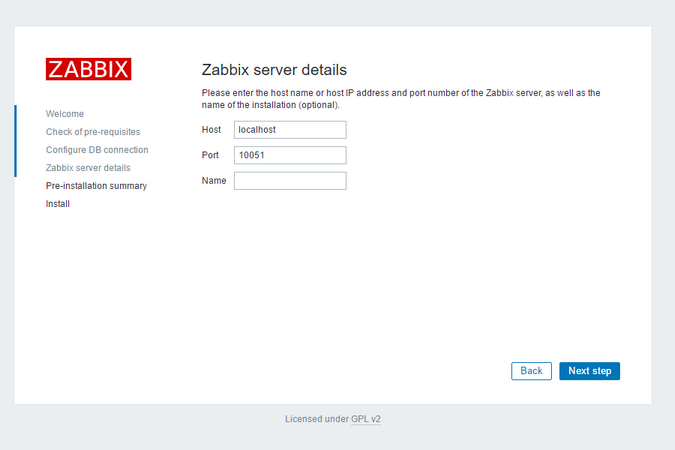 ZABBIX
Welcome
Check of pre-requisites
Configure DB connection
Zabbix server details
Pre-installation summary
Install
Zabbix server details
Please enter the host name or host IP address and port number of the Zabbix server, as well as the
name of the installation (optional).
Host localhost
Port 10051
Name
Back Next step
Licensed under GPL v2